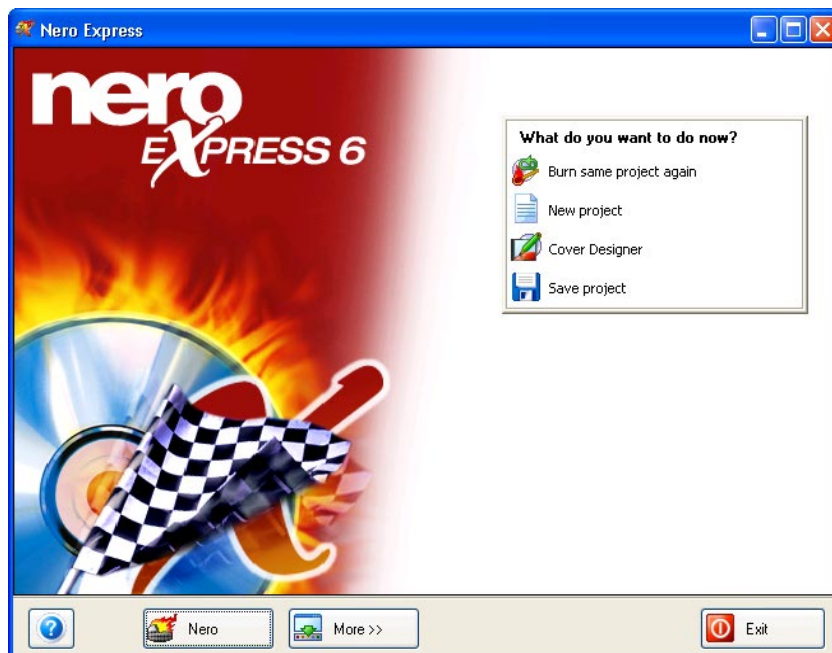 Nero Express
nero
EXPRESS 6
What do you want to do now?
Burn same project again
New project
Cover Designer
Save project
?
Nero
More >>
Exit